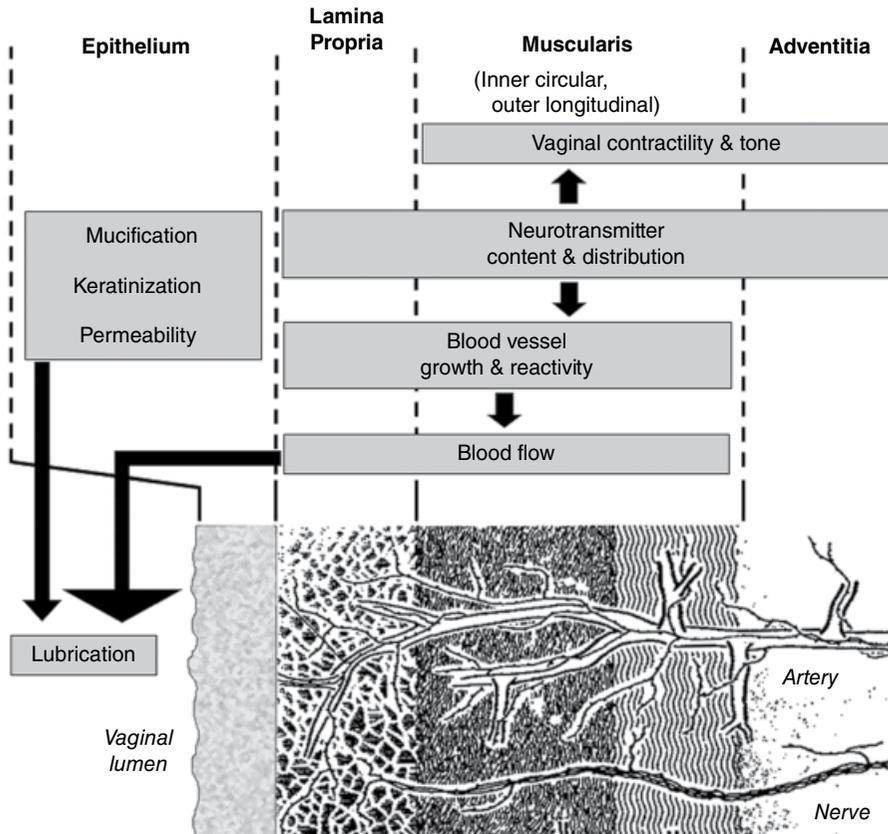 Epithelium
Lamina
Propria
Muscularis
Adventitia
(Inner circular,
outer longitudinal)
Vaginal contractility & tone
Mucification
Keratinization
Permeability
Neurotransmitter
content & distribution
Blood vessel
growth & reactivity
Blood flow
Lubrication
Vaginal
lumen
Artery
Nerve